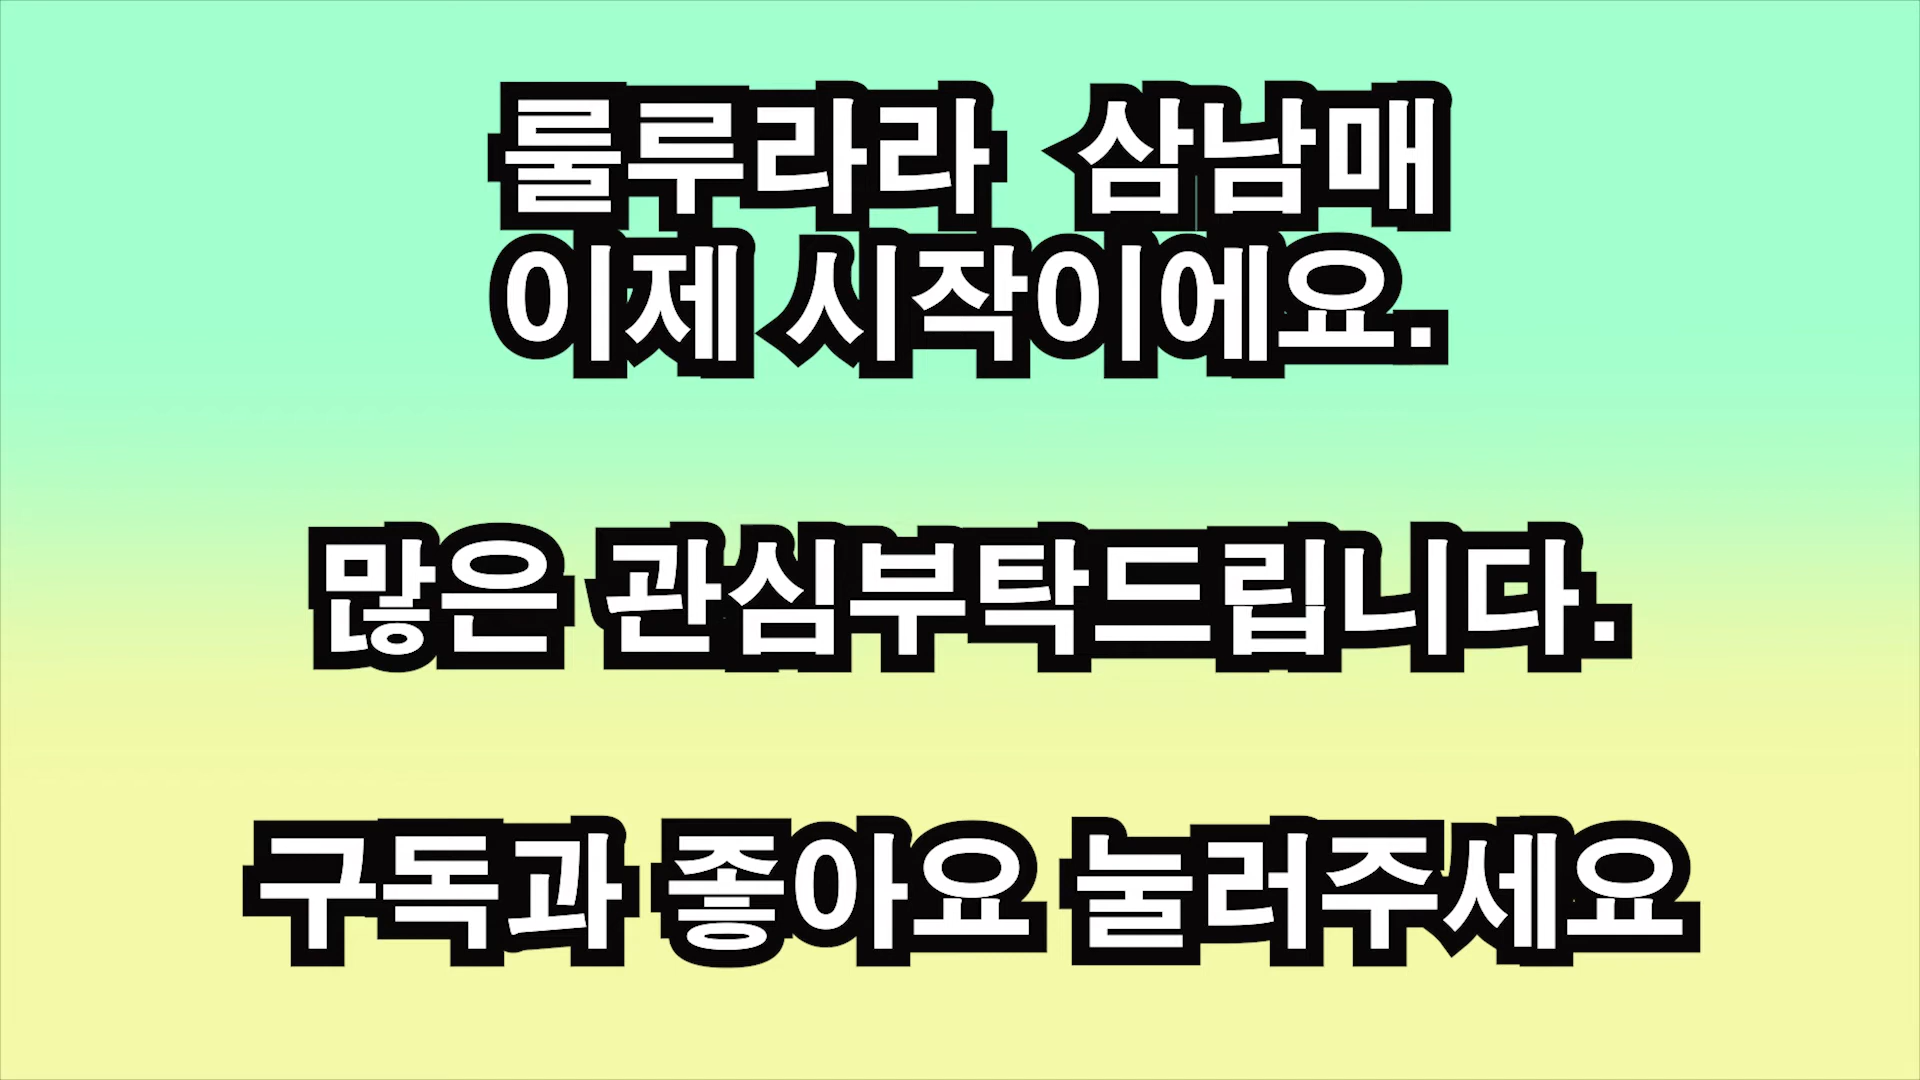 룰루라라 삼남매
이제 시작이에요.
많은 관심부탁드립니다.
구독과 좋아요 눌러주세요